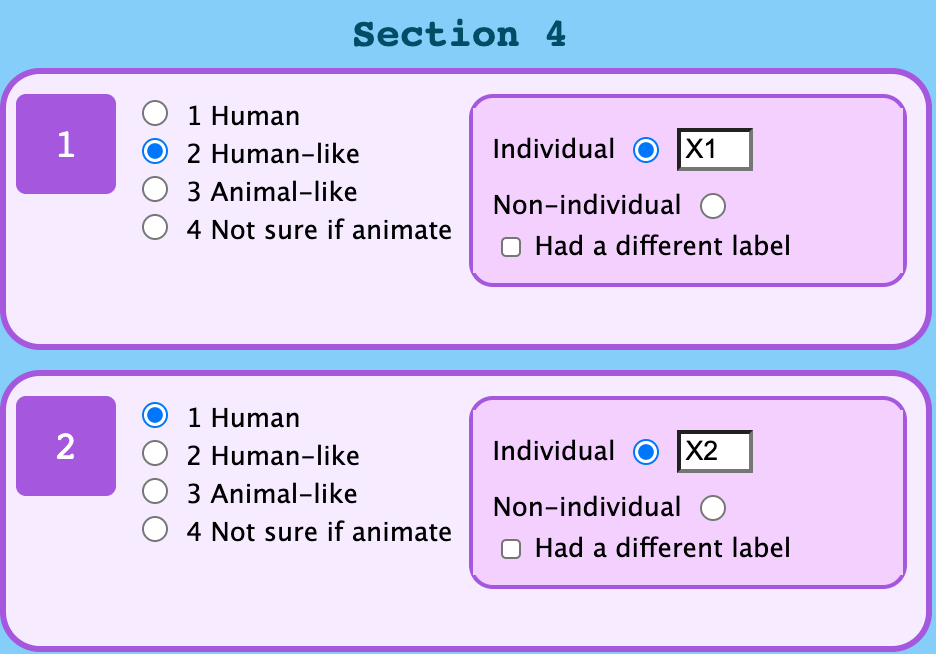 Section 4
1
1 Human
2 Human-like
3 Animal-like
4 Not sure if animate
Individual X1
Non-individual
Had a different label
2
1 Human
2 Human-like
3 Animal-like
4 Not sure if animate
Individual X2
Non-individual
Had a different label